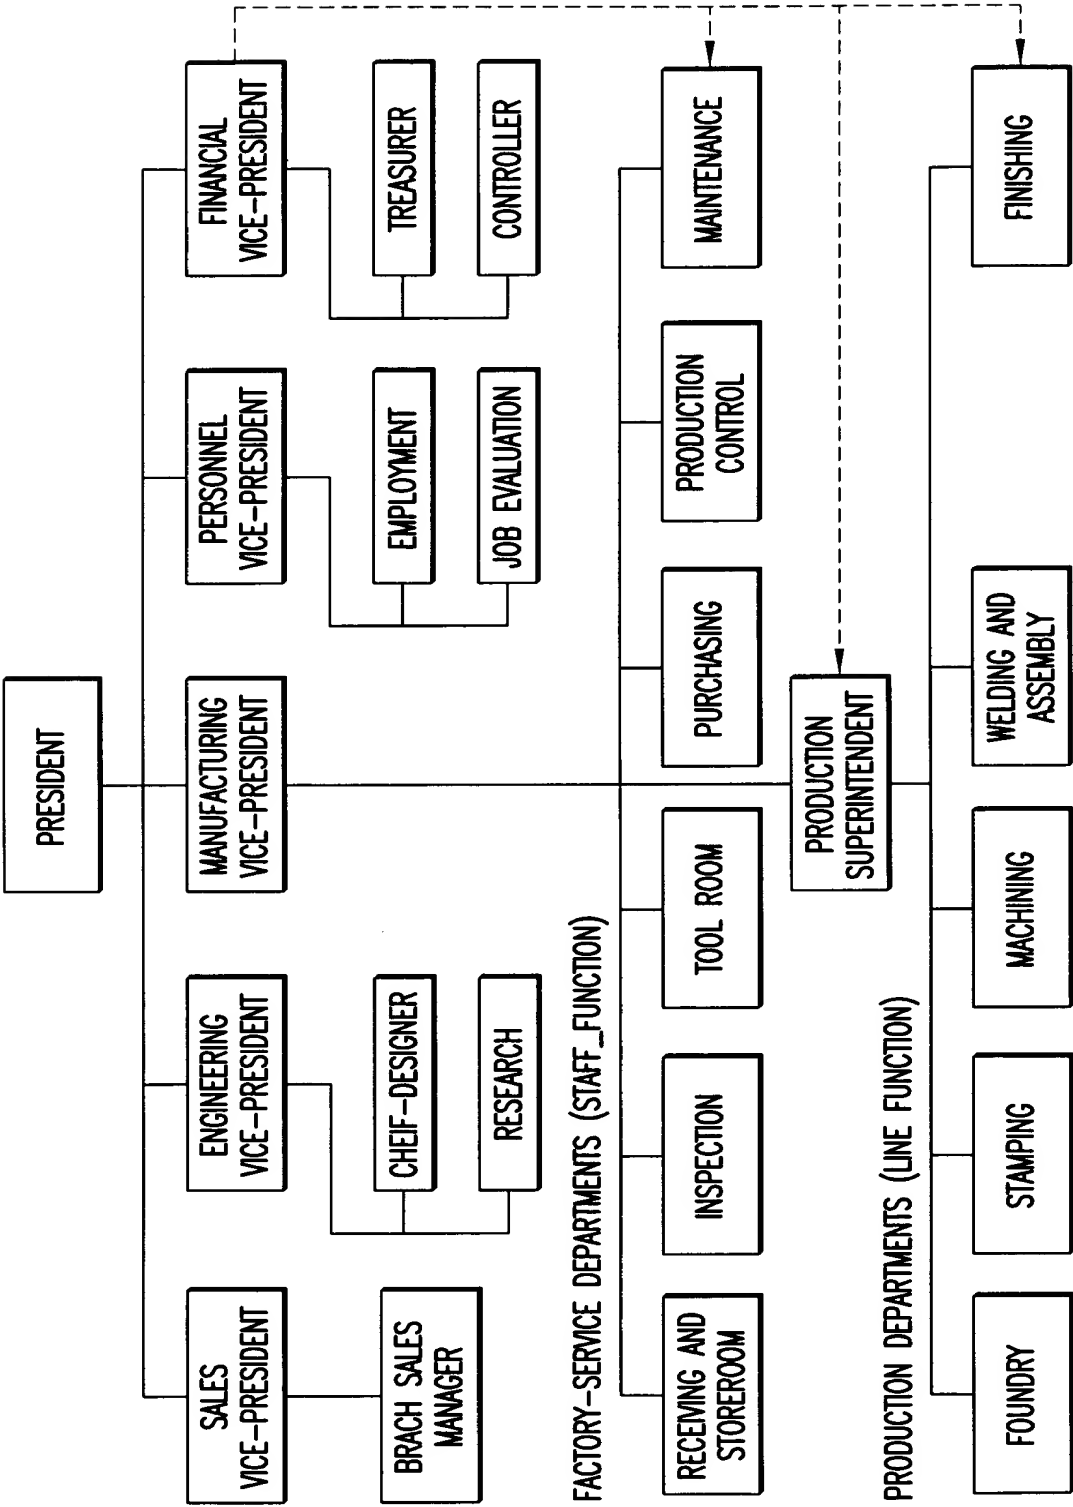 PRESIDENT
SALES
VICE-PRESIDENT
ENGINEERING
VICE-PRESIDENT
MANUFACTURING
VICE-PRESIDENT
PERSONNEL
VICE-PRESIDENT
FINANCIAL
VICE-PRESIDENT
BRACH SALES
MANAGER
CHEIF-DESIGNER
RESEARCH
EMPLOYMENT
JOB EVALUATION
TREASURER
CONTROLLER
FACTORY-SERVICE DEPARTMENTS (STAFF_FUNCTION)
RECEIVING AND
STOREROOM
INSPECTION
TOOL ROOM
PURCHASING
PRODUCTION
CONTROL
MAINTENANCE
PRODUCTION
SUPERINTENDENT
PRODUCTION DEPARTMENTS (LINE FUNCTION)
FOUNDRY
STAMPING
MACHINING
WELDING AND
ASSEMBLY
FINISHING